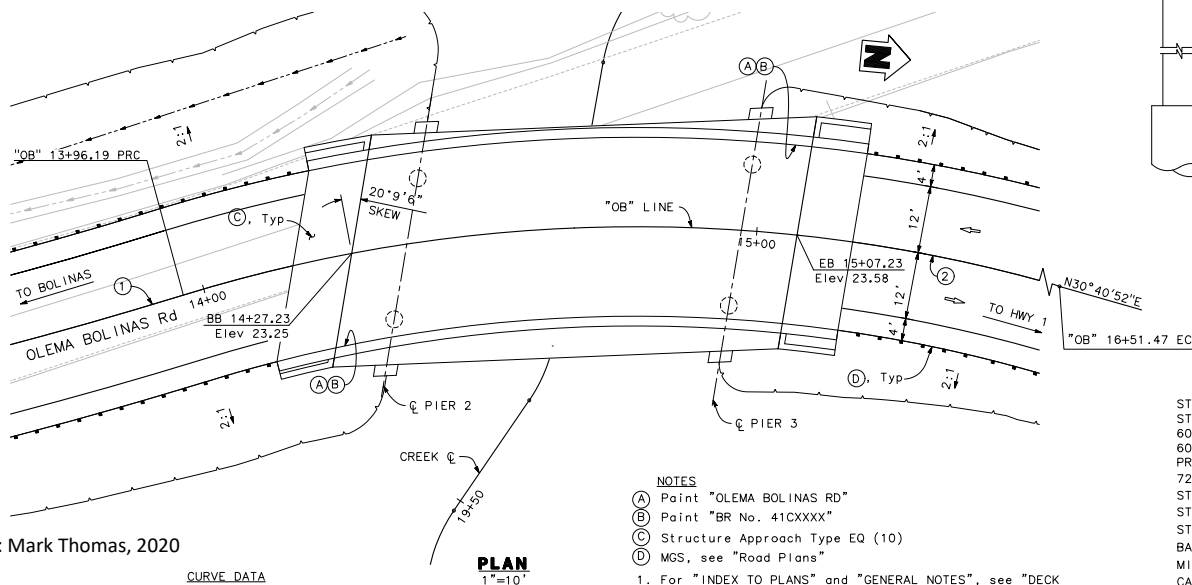 N
A B
"OB" 13+96.19 PRC
2:1
2:1
4'
12'
12'
4'
20°9'6"
SKEW
C, Typ
"OB" LINE
15+00
1
TO BOLINAS
14+00
EB 15+07.23
Elev 23.58
2
N30°40'52"E
TO HWY 1
BB 14+27.23
Elev 23.25
OLEMA BOLINAS Rd
"OB" 16+51.47 EC
A B
D, Typ
2:1
2:1
℄ PIER 2
℄ PIER 3
CREEK ℄
19+50
NOTES
A Paint "OLEMA BOLINAS RD"
B Paint "BR No. 41CXXXX"
C Structure Approach Type EQ (10)
D MGS, see "Road Plans"
1. For "INDEX TO PLANS" and "GENERAL NOTES", see "DECK
: Mark Thomas, 2020
CURVE DATA
PLAN
1"=10'
ST
ST
60
60
PR
72
ST
ST
ST
BA
MI
CA